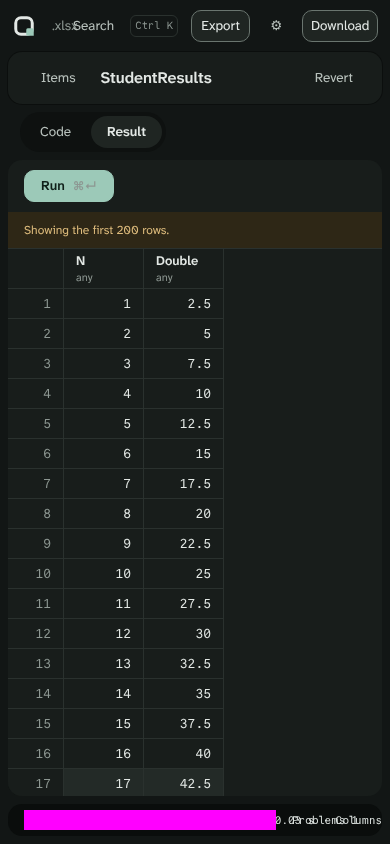 .xlsx Search Ctrl K Export Download
Items StudentResults Revert
Code Result
Run ⌘↵
Showing the first 200 rows.
N Double
any any
1 1 2.5
2 2 5
3 3 7.5
4 4 10
5 5 12.5
6 6 15
7 7 17.5
8 8 20
9 9 22.5
10 10 25
11 11 27.5
12 12 30
13 13 32.5
14 14 35
15 15 37.5
16 16 40
17 17 42.5
Problems Columns